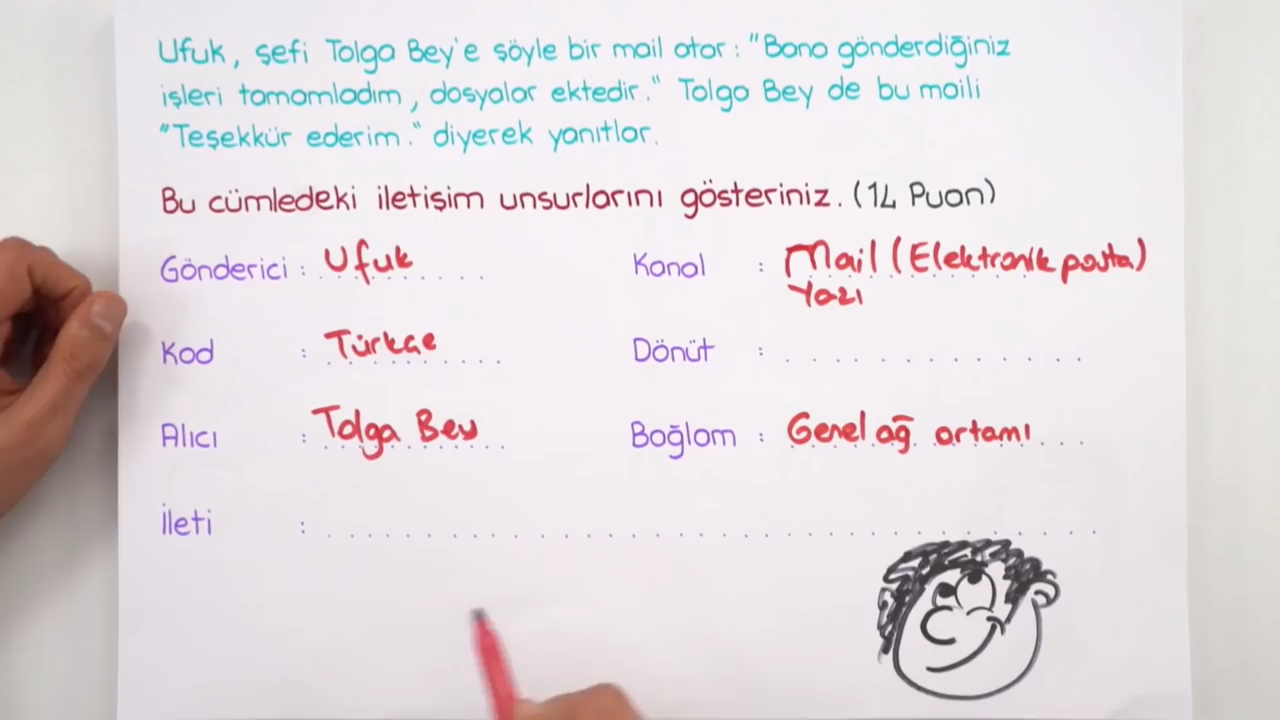 Ufuk, şefi Tolga Bey'e şöyle bir mail atar: "Bana gönderdiğiniz
işleri tamamladım, dosyalar ektedir." Tolga Bey de bu maili
"Teşekkür ederim." diyerek yanıtlar.
Bu cümledeki iletişim unsurlarını gösteriniz. (14 Puan)
Gönderici : Ufuk
Kanal : Mail (Elektronik posta)
Yazı
Kod : Türkçe
Dönüt :
Alıcı : Tolga Bey
Bağlam : Genel ağ ortamı
İleti :